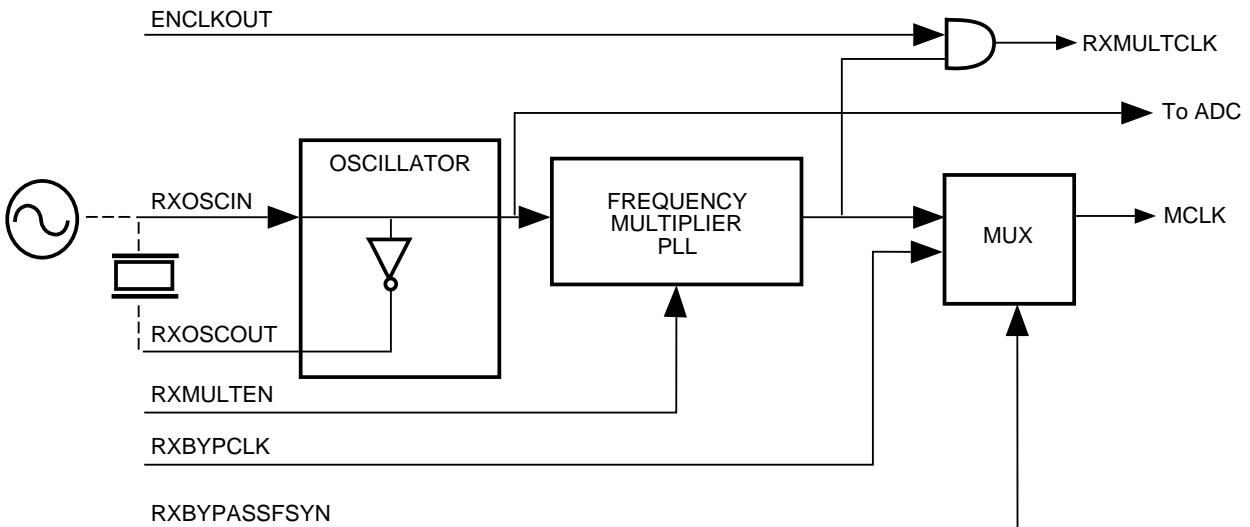 ENCLKOUT
RXMULTCLK
To ADC
OSCILLATOR
RXOSCIN
FREQUENCY
MULTIPLIER
PLL
MUX
MCLK
RXOSCOUT
RXMULTEN
RXBYPCLK
RXBYPASSFSYN